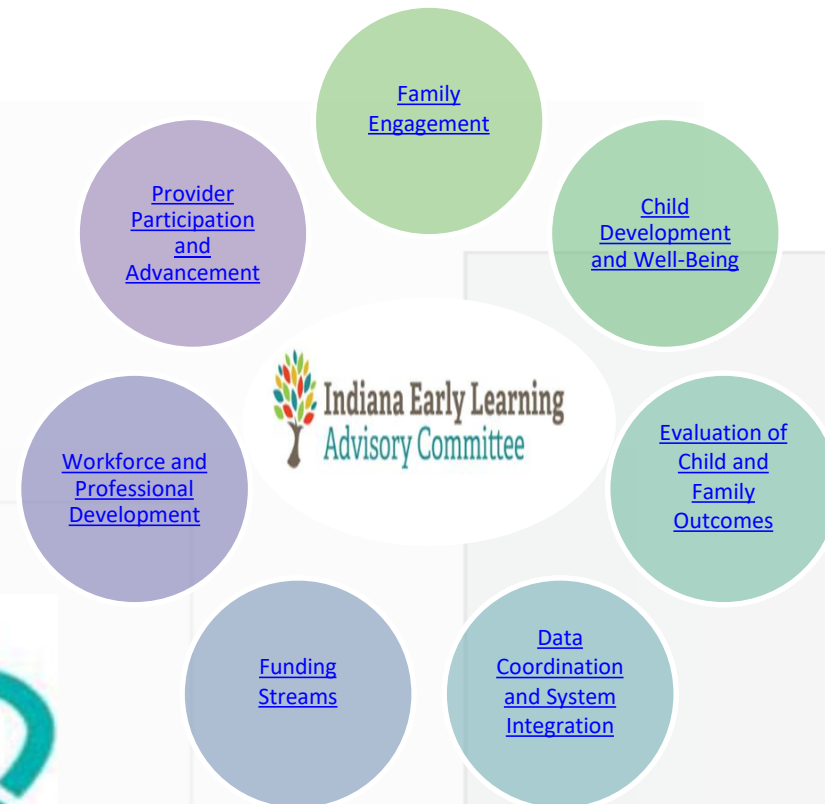 Family
Engagement
Child
Development
and Well-Being
Evaluation of
Child and
Family
Outcomes
Data
Coordination
and System
Integration
Funding
Streams
Workforce and
Professional
Development
Provider
Participation
and
Advancement
Indiana Early Learning
Advisory Committee